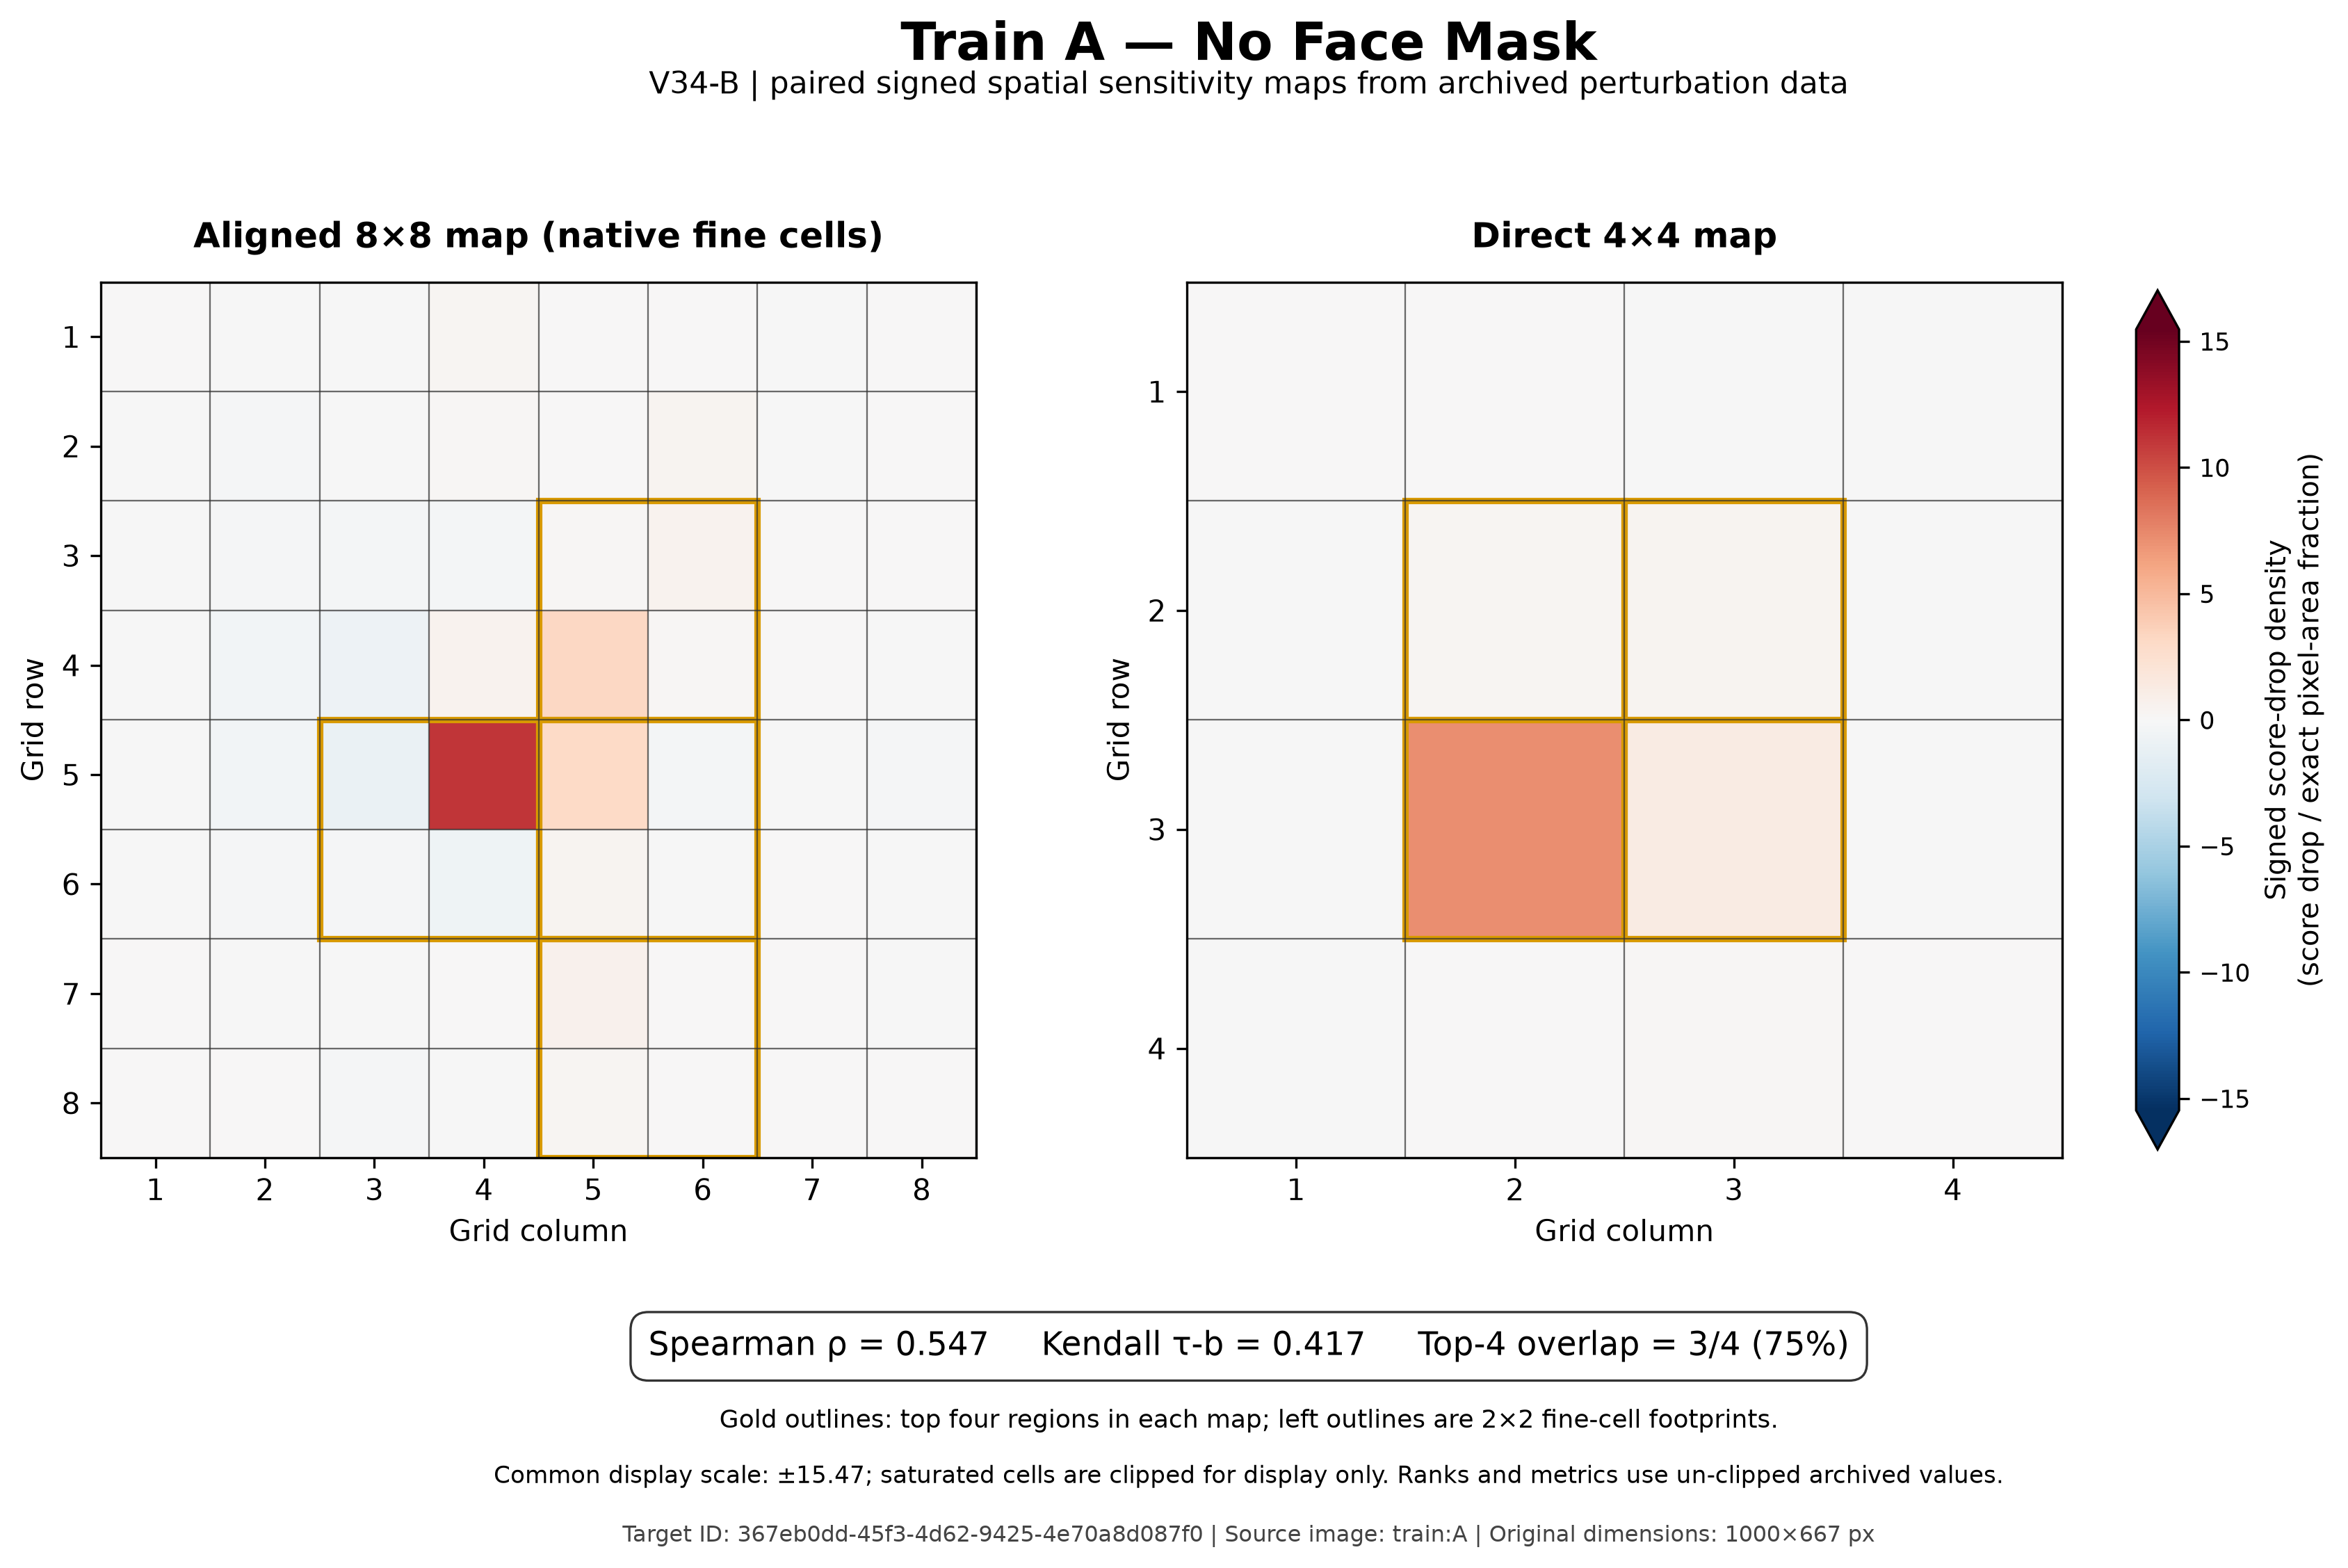 Train A — No Face Mask
V34-B | paired signed spatial sensitivity maps from archived perturbation data
Aligned 8×8 map (native fine cells)
1
2
3
4
5
6
7
8
Grid row
1 2 3 4 5 6 7 8
Grid column
Direct 4×4 map
1
2
3
4
Grid row
1 2 3 4
Grid column
15
10
5
0
−5
−10
−15
Signed score-drop density
(score drop / exact pixel-area fraction)
Spearman ρ = 0.547 Kendall τ-b = 0.417 Top-4 overlap = 3/4 (75%)
Gold outlines: top four regions in each map; left outlines are 2×2 fine-cell footprints.
Common display scale: ±15.47; saturated cells are clipped for display only. Ranks and metrics use un-clipped archived values.
Target ID: 367eb0dd-45f3-4d62-9425-4e70a8d087f0 | Source image: train:A | Original dimensions: 1000×667 px